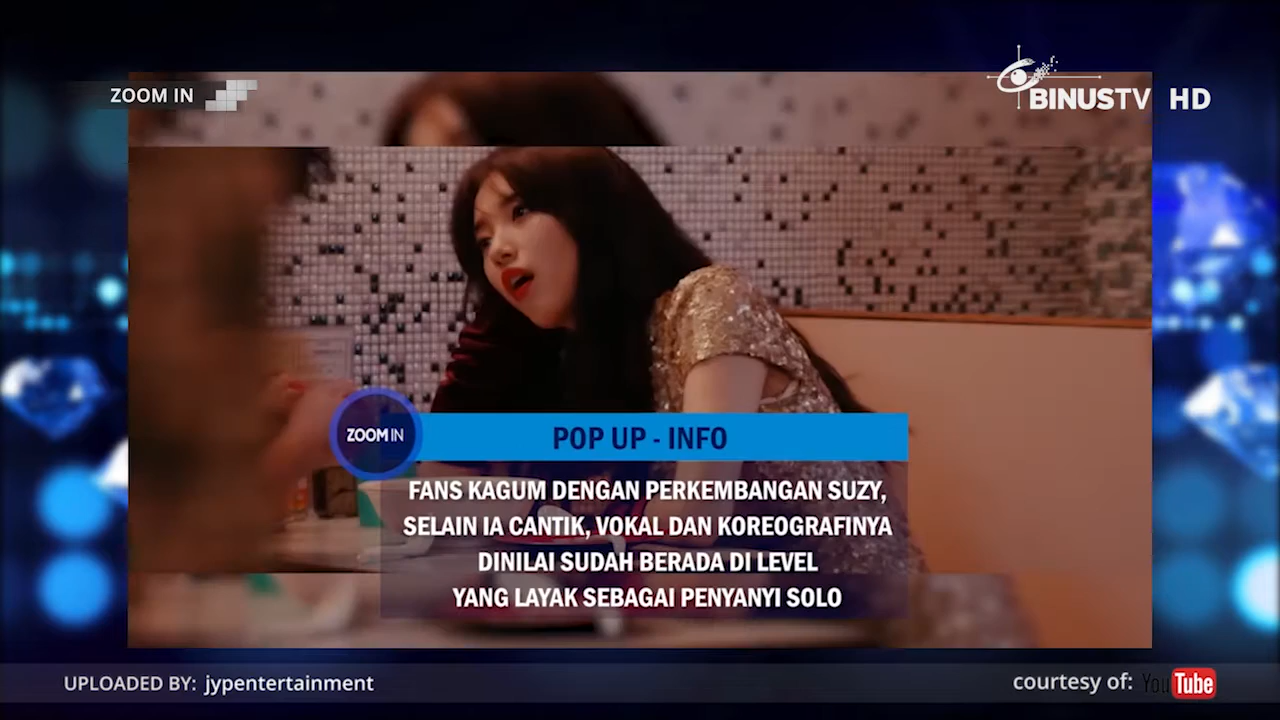 ZOOM IN
BINUSTV HD
ZOOM IN
POP UP - INFO
FANS KAGUM DENGAN PERKEMBANGAN SUZY,
SELAIN IA CANTIK, VOKAL DAN KOREOGRAFINYA
DINILAI SUDAH BERADA DI LEVEL
YANG LAYAK SEBAGAI PENYANYI SOLO
UPLOADED BY: jypentertainment
courtesy of: YouTube